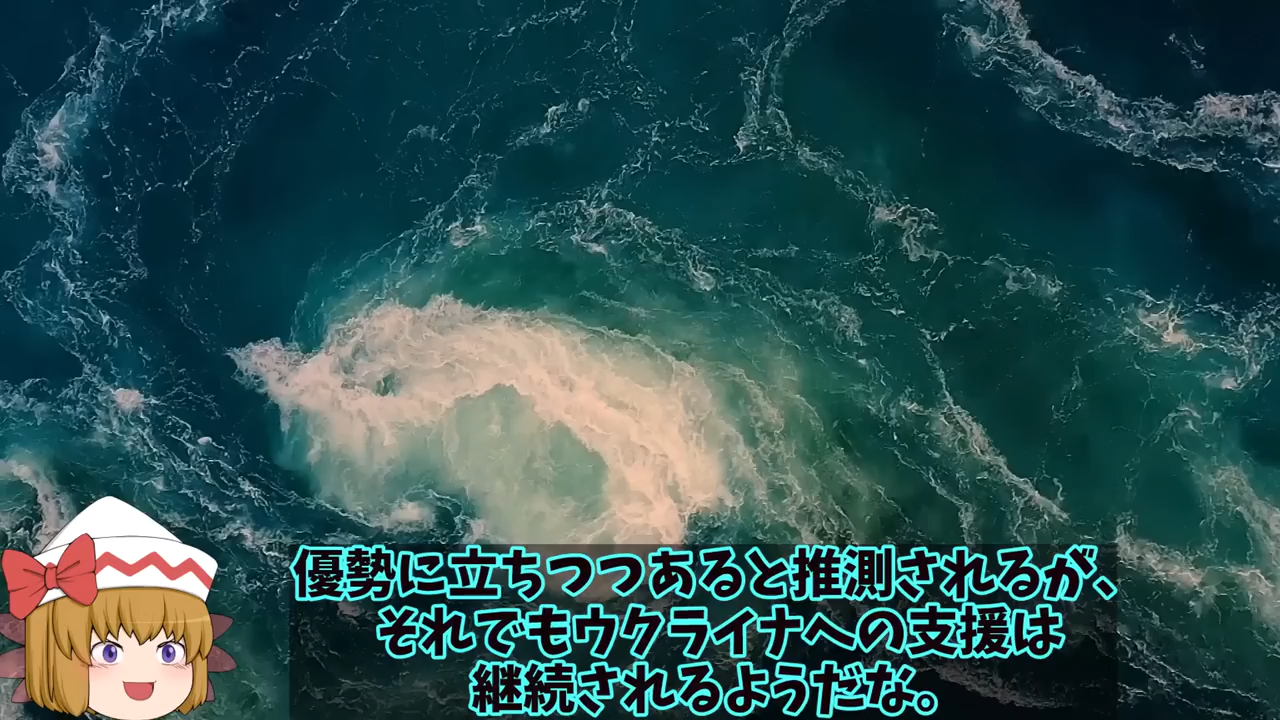 優勢に立ちつつあると推測されるが、
それでもウクライナへの支援は
継続されるようだな。